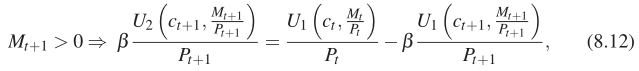 $M_{t+1} > 0 \Rightarrow \beta \frac{U_2\left(c_{t+1}, \frac{M_{t+1}}{P_{t+1}}\right)}{P_{t+1}} = \frac{U_1\left(c_t, \frac{M_t}{P_t}\right)}{P_t} - \beta \frac{U_1\left(c_{t+1}, \frac{M_{t+1}}{P_{t+1}}\right)}{P_{t+1}}, \quad (8.12)$